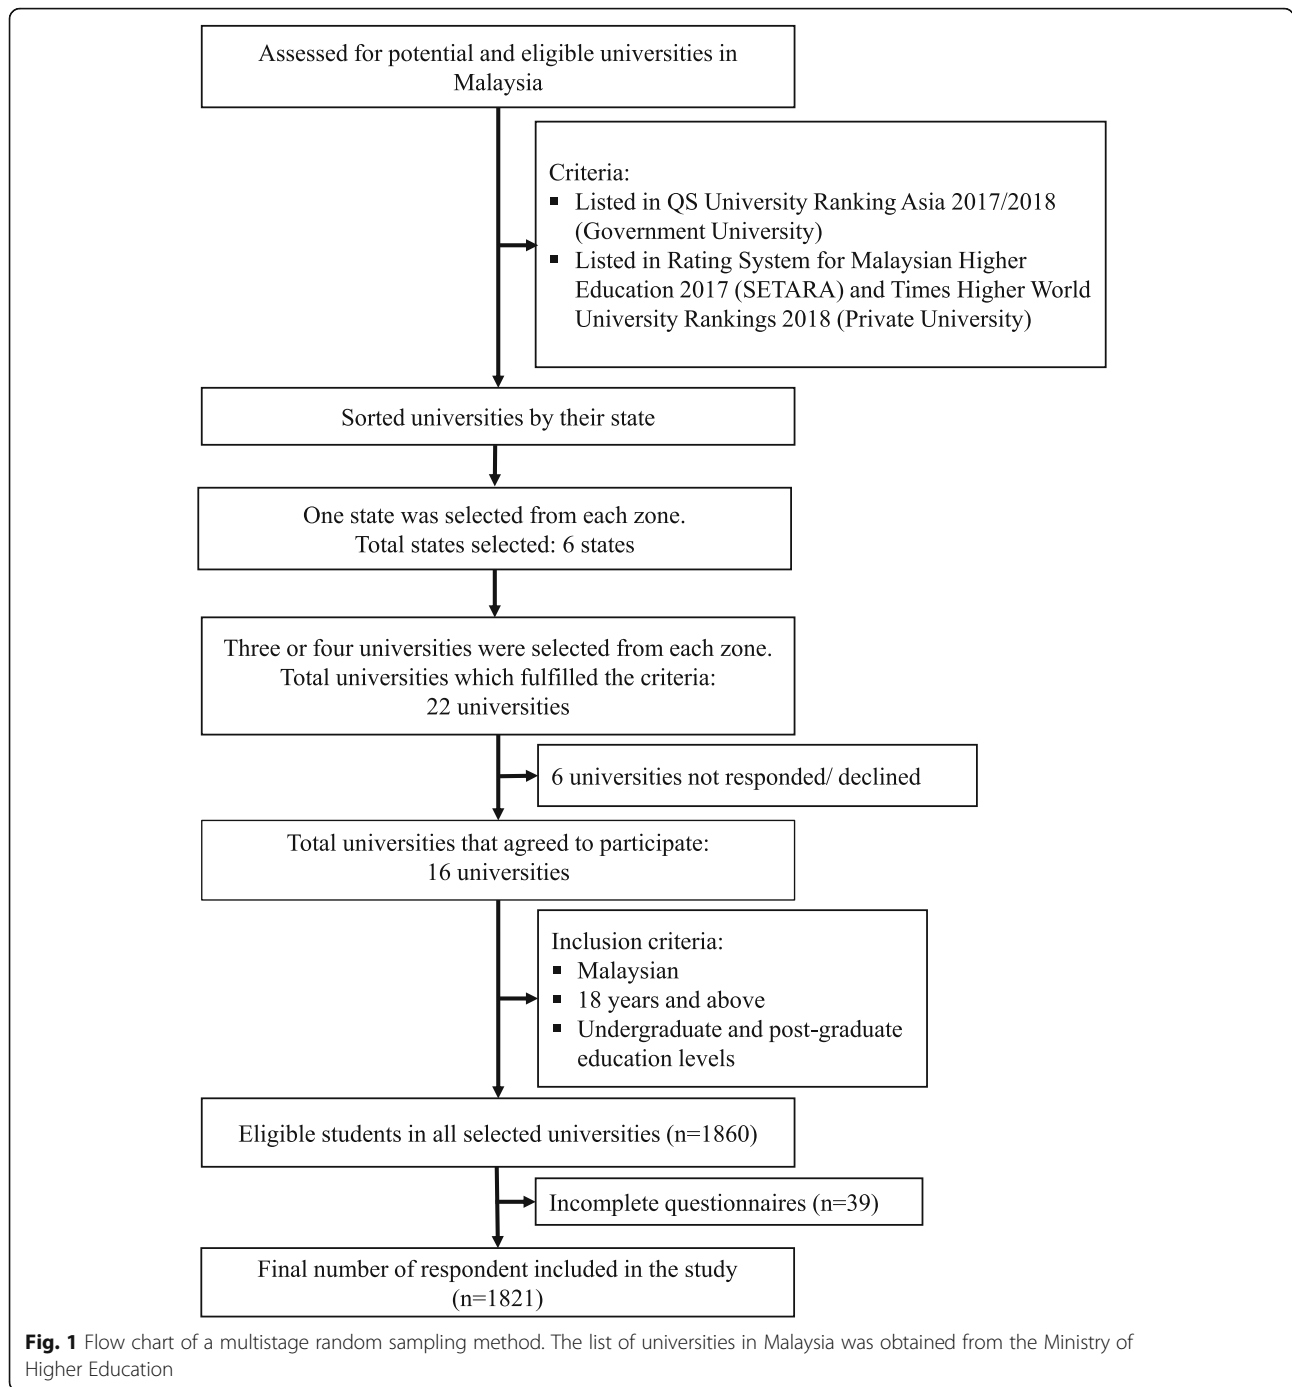 Assessed for potential and eligible universities in
Malaysia
Criteria:
▪ Listed in QS University Ranking Asia 2017/2018
(Government University)
▪ Listed in Rating System for Malaysian Higher
Education 2017 (SETARA) and Times Higher World
University Rankings 2018 (Private University)
Sorted universities by their state
One state was selected from each zone.
Total states selected: 6 states
Three or four universities were selected from each zone.
Total universities which fulfilled the criteria:
22 universities
6 universities not responded/ declined
Total universities that agreed to participate:
16 universities
Inclusion criteria:
▪ Malaysian
▪ 18 years and above
▪ Undergraduate and post-graduate
education levels
Eligible students in all selected universities (n=1860)
Incomplete questionnaires (n=39)
Final number of respondent included in the study
(n=1821)
Fig. 1 Flow chart of a multistage random sampling method. The list of universities in Malaysia was obtained from the Ministry of
Higher Education